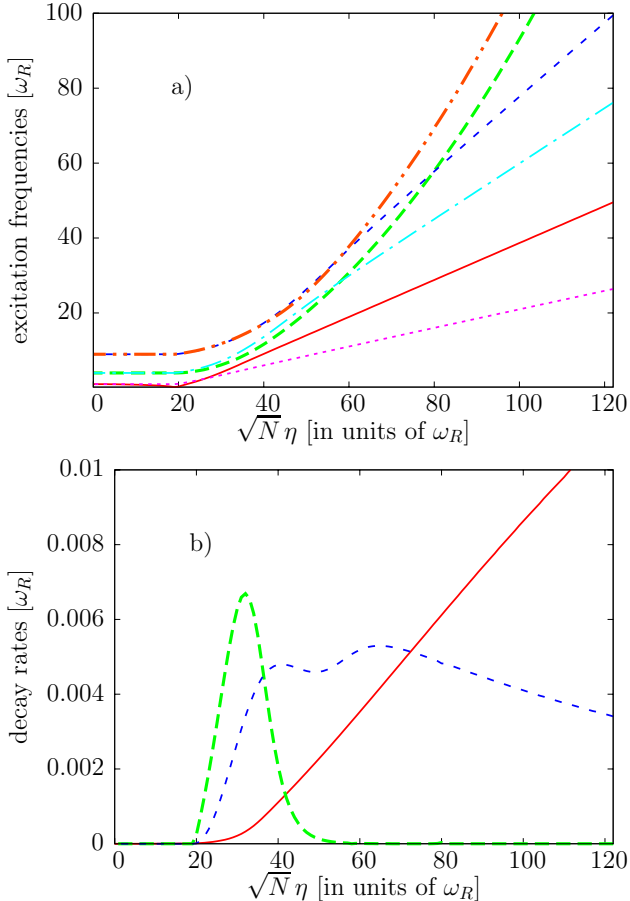 100
80
60
40
20
excitation frequencies [ω_R]
a)
0 20 40 60 80 100 120
√N η [in units of ω_R]
0.01
0.008
0.006
0.004
0.002
0
decay rates [ω_R]
b)
0 20 40 60 80 100 120
√N η [in units of ω_R]